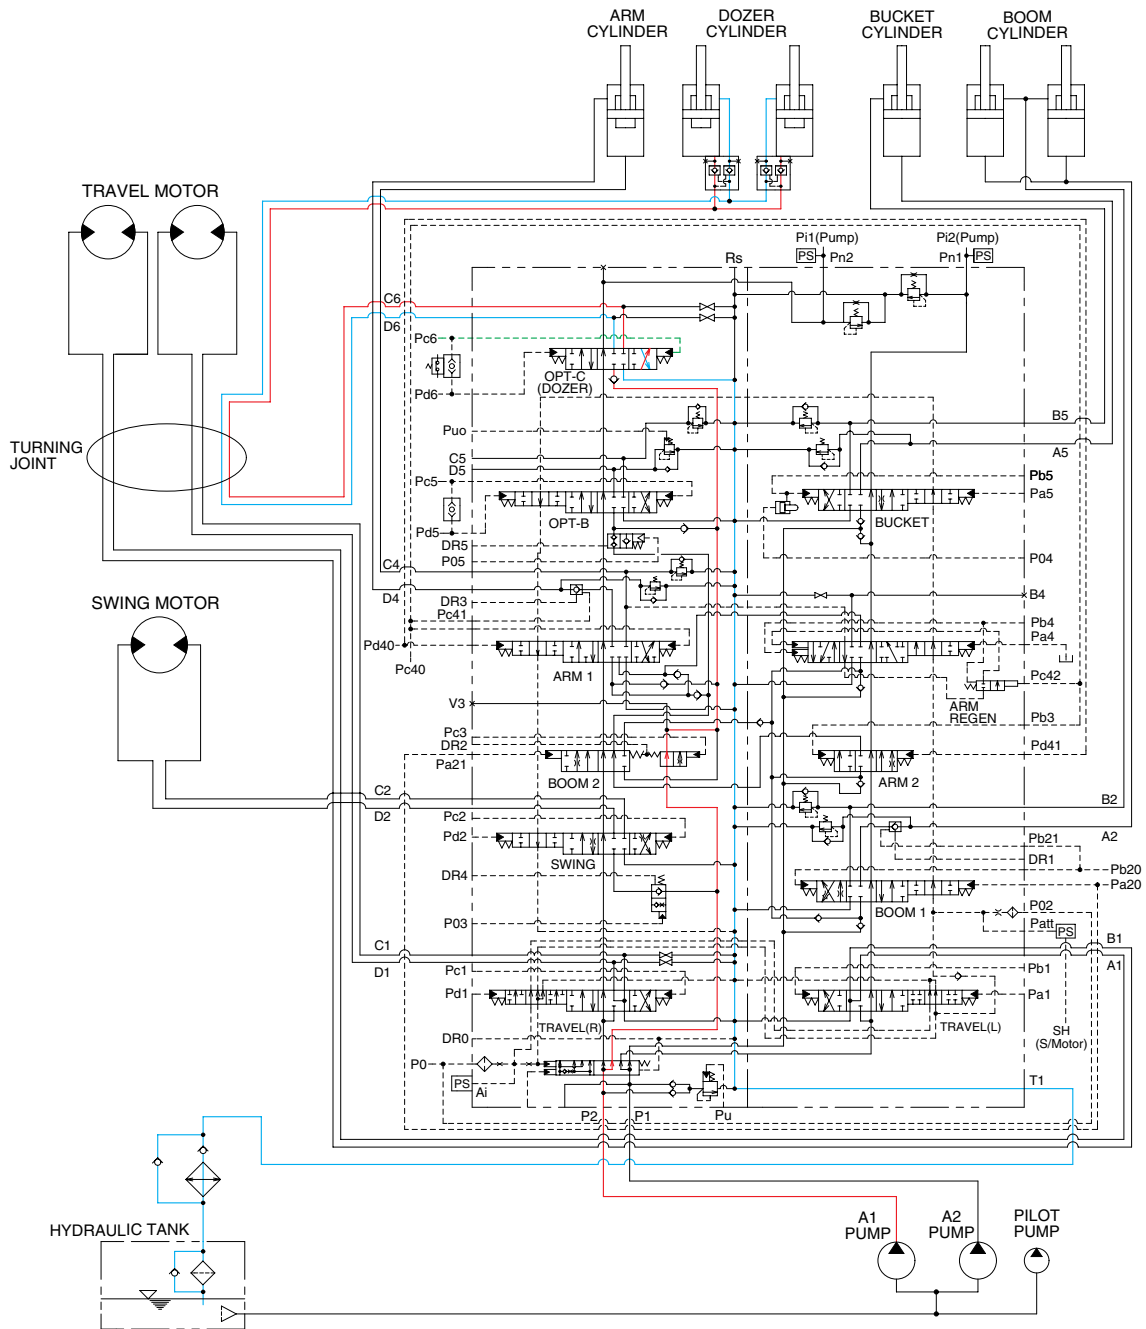 ARM
CYLINDER
DOZER
CYLINDER
BUCKET
CYLINDER
BOOM
CYLINDER
TRAVEL MOTOR
Pi1(Pump)
Pi2(Pump)
PS
Pn2
Pn1
PS
Rs
C6
D6
Pc6
Pd6
OPT-C
(DOZER)
TURNING
JOINT
Puo
C5
D5
Pc5
Pd5
OPT-B
DR5
P05
B5
A5
Pb5
Pa5
BUCKET
P04
C4
D4
DR3
Pc41
Pd40
Pc40
ARM 1
B4
Pb4
Pa4
Pc42
ARM
REGEN
SWING MOTOR
V3
Pc3
DR2
Pa21
BOOM 2
Pb3
Pd41
ARM 2
C2
D2
Pc2
Pd2
SWING
DR4
P03
B2
A2
Pb21
DR1
Pb20
Pa20
BOOM 1
P02
Patt
PS
C1
D1
Pc1
Pd1
TRAVEL(R)
DR0
P0
PS
Ai
B1
A1
Pb1
Pa1
TRAVEL(L)
SH
(S/Motor)
T1
P2
P1
Pu
HYDRAULIC TANK
A1
PUMP
A2
PUMP
PILOT
PUMP